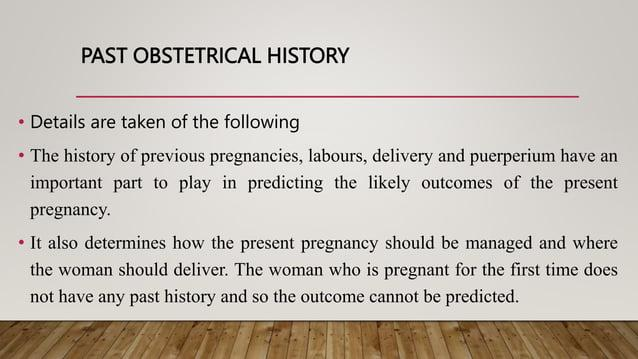 PAST OBSTETRICAL HISTORY
• Details are taken of the following
• The history of previous pregnancies, labours, delivery and puerperium have an
important part to play in predicting the likely outcomes of the present
pregnancy.
• It also determines how the present pregnancy should be managed and where
the woman should deliver. The woman who is pregnant for the first time does
not have any past history and so the outcome cannot be predicted.